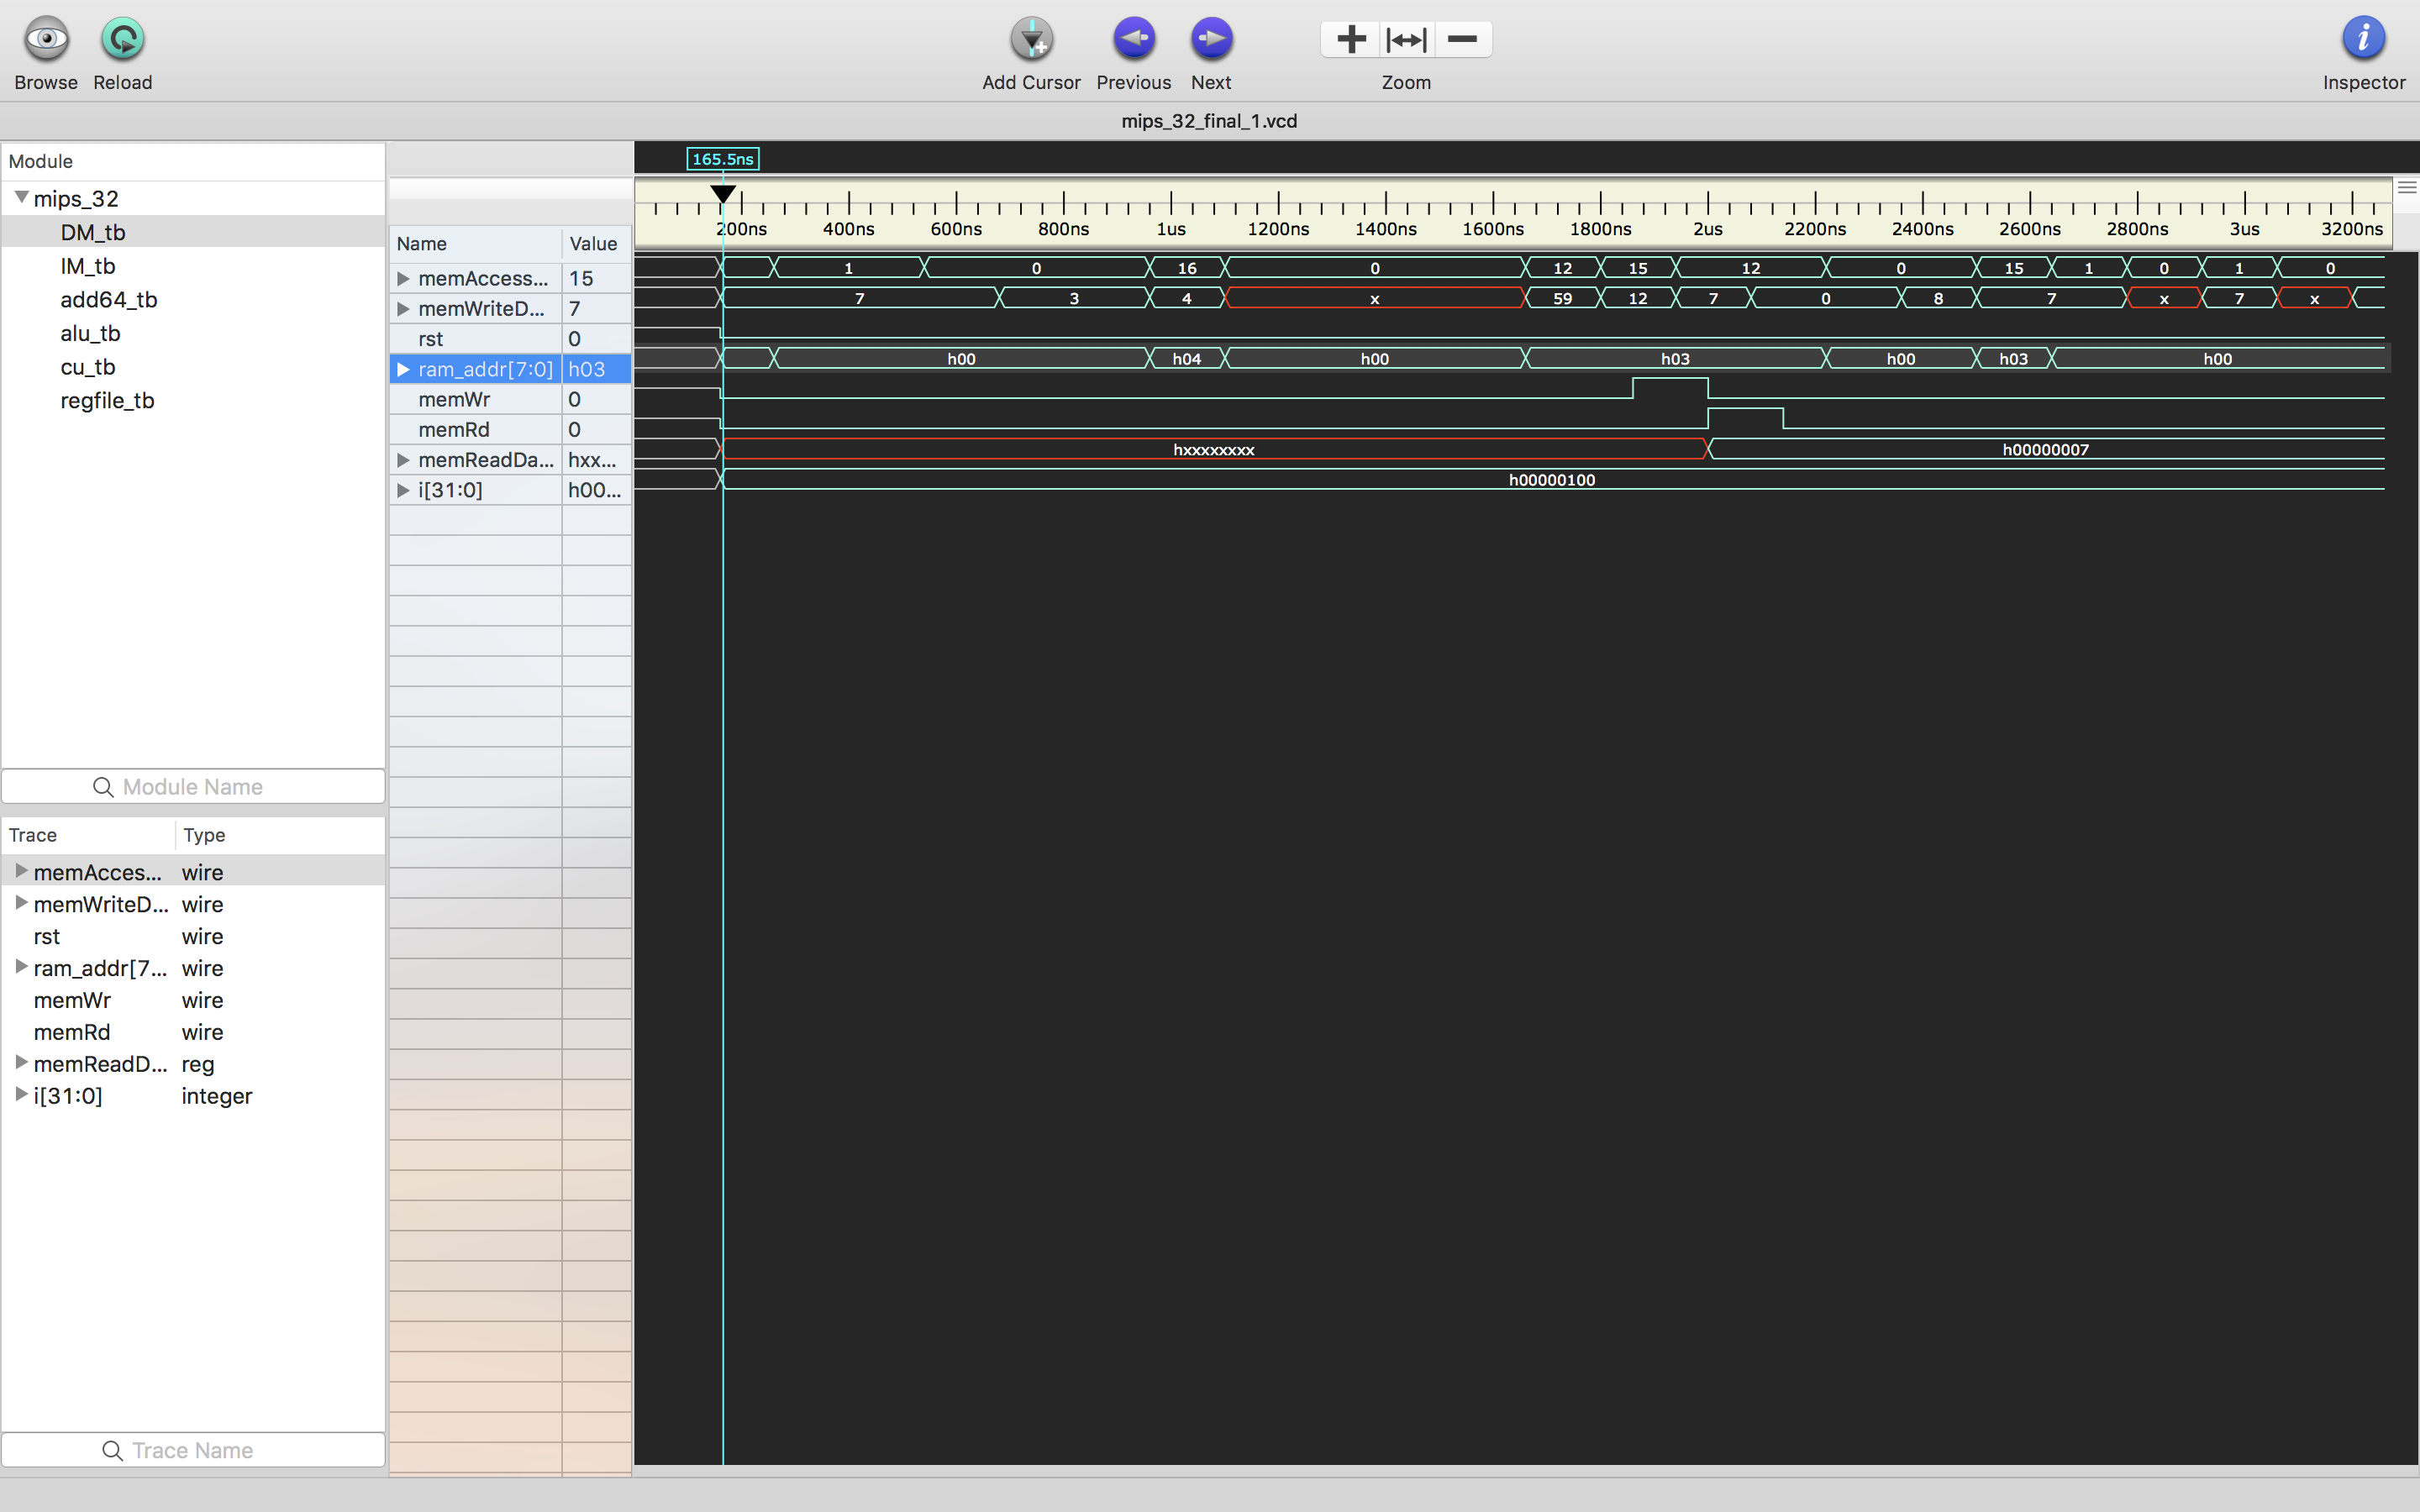 Browse Reload Add Cursor Previous Next Zoom Inspector
mips_32_final_1.vcd
Module
mips_32
DM_tb
IM_tb
add64_tb
alu_tb
cu_tb
regfile_tb
Module Name
Trace Type
memAcces... wire
memWriteD... wire
rst wire
ram_addr[7... wire
memWr wire
memRd wire
memReadD... reg
i[31:0] integer
Trace Name
Name Value
memAccess... 15
memWriteD... 7
rst 0
ram_addr[7:0] h03
memWr 0
memRd 0
memReadDa... hxx...
i[31:0] h00...
165.5ns
200ns 400ns 600ns 800ns 1us 1200ns 1400ns 1600ns 1800ns 2us 2200ns 2400ns 2600ns 2800ns 3us 3200ns
1 0 16 0 12 15 12 0 15 1 0 1 0
7 3 4 x 59 12 7 0 8 7 x 7 x
h00 h04 h00 h03 h00 h03 h00
hxxxxxxxx h00000007
h00000100